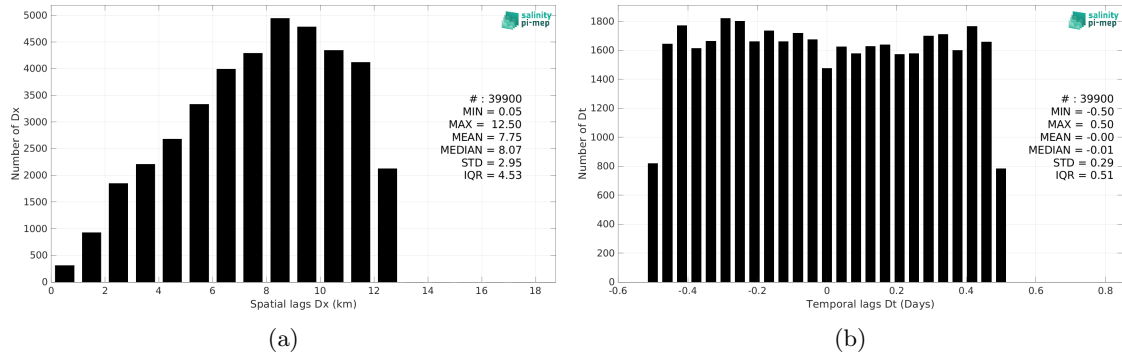 salinity
pi-mep
Number of Dx
5000
4500
4000
3500
3000
2500
2000
1500
1000
500
0
# : 39900
MIN = 0.05
MAX = 12.50
MEAN = 7.75
MEDIAN = 8.07
STD = 2.95
IQR = 4.53
0 2 4 6 8 10 12 14 16 18
Spatial lags Dx (km)
(a)
salinity
pi-mep
Number of Dt
1800
1600
1400
1200
1000
800
600
400
200
0
# : 39900
MIN = -0.50
MAX = 0.50
MEAN = -0.00
MEDIAN = -0.01
STD = 0.29
IQR = 0.51
-0.6 -0.4 -0.2 0 0.2 0.4 0.6 0.8
Temporal lags Dt (Days)
(b)